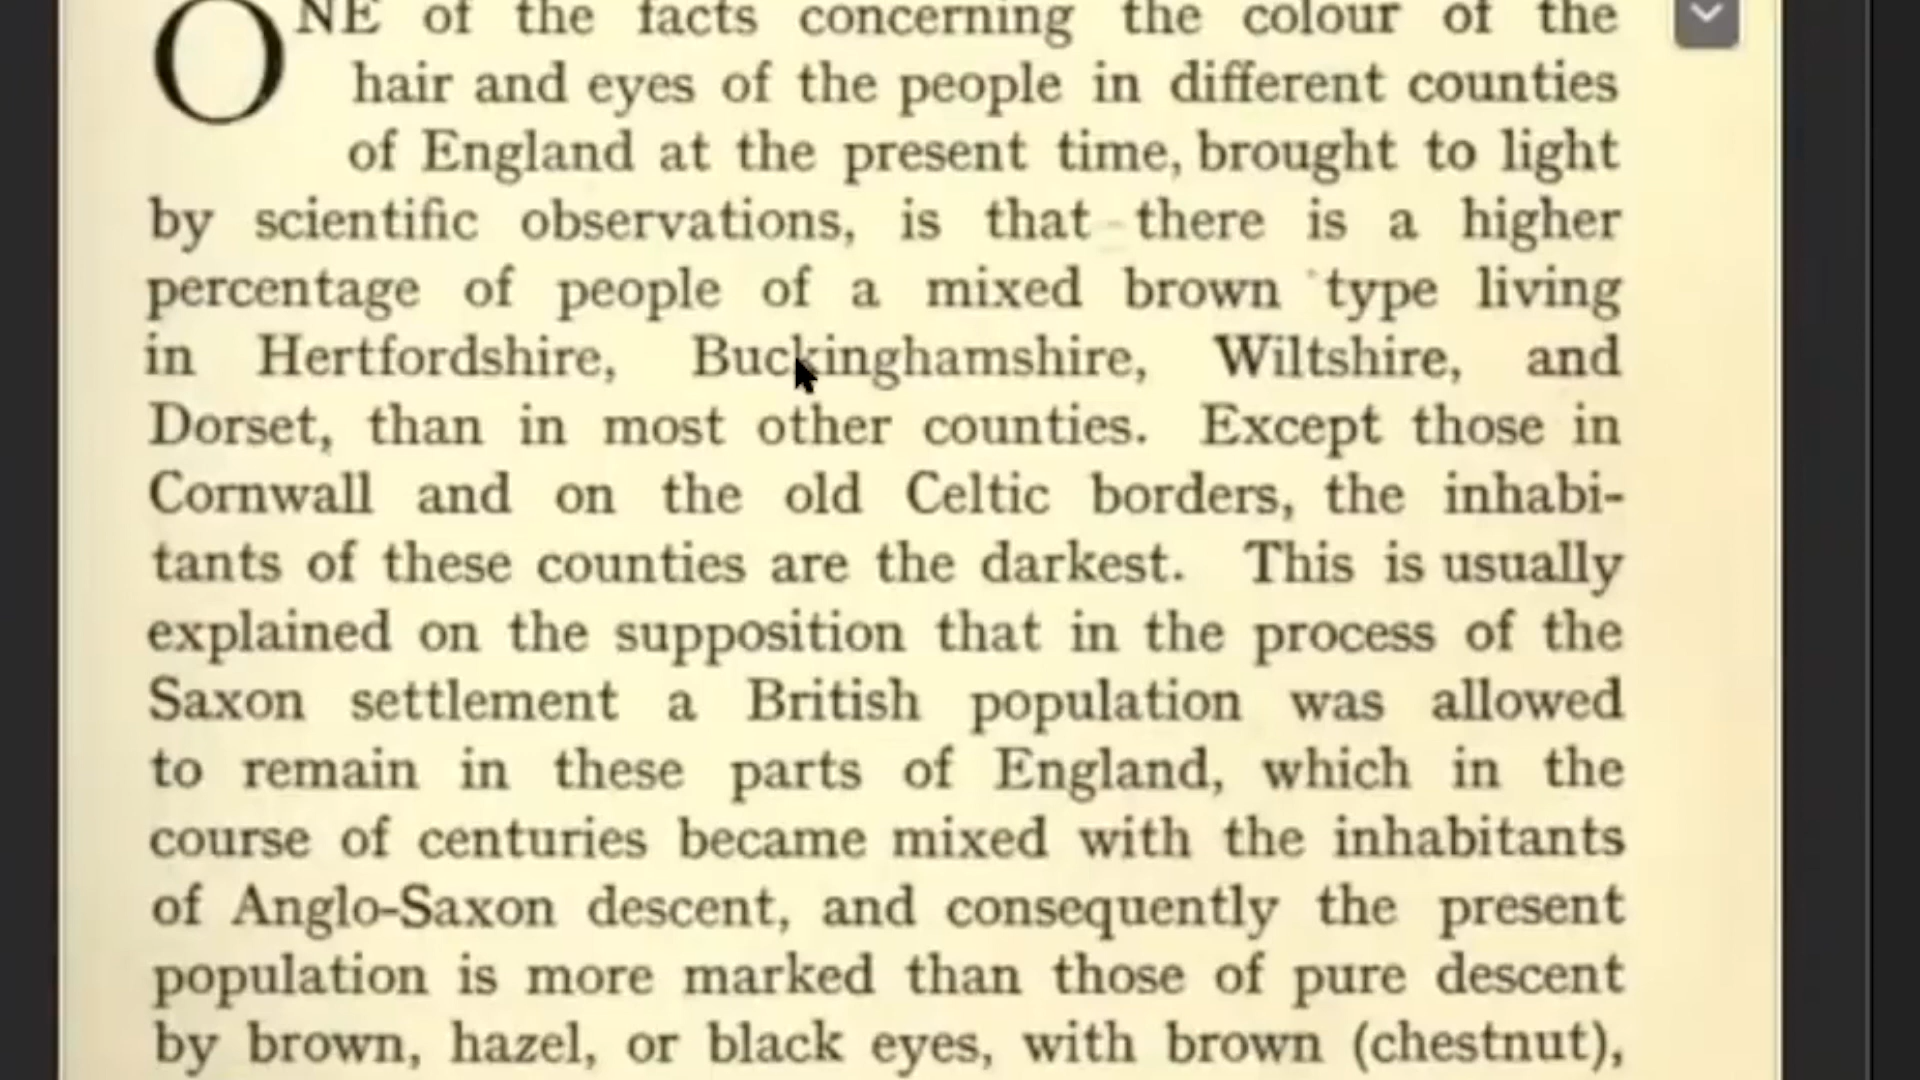 ONE of the facts concerning the colour of the
hair and eyes of the people in different counties
of England at the present time, brought to light
by scientific observations, is that there is a higher
percentage of people of a mixed brown type living
in Hertfordshire, Buckinghamshire, Wiltshire, and
Dorset, than in most other counties. Except those in
Cornwall and on the old Celtic borders, the inhabi-
tants of these counties are the darkest. This is usually
explained on the supposition that in the process of the
Saxon settlement a British population was allowed
to remain in these parts of England, which in the
course of centuries became mixed with the inhabitants
of Anglo-Saxon descent, and consequently the present
population is more marked than those of pure descent
by brown, hazel, or black eyes, with brown (chestnut),